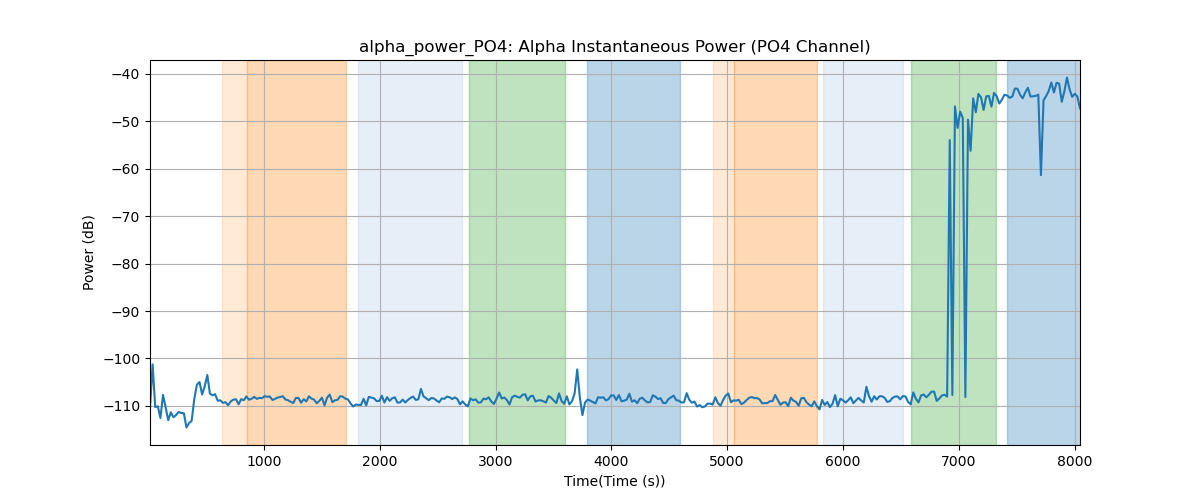 alpha_power_PO4: Alpha Instantaneous Power (PO4 Channel)
Power (dB)
−40
−50
−60
−70
−80
−90
−100
−110
1000 2000 3000 4000 5000 6000 7000 8000
Time(Time (s))